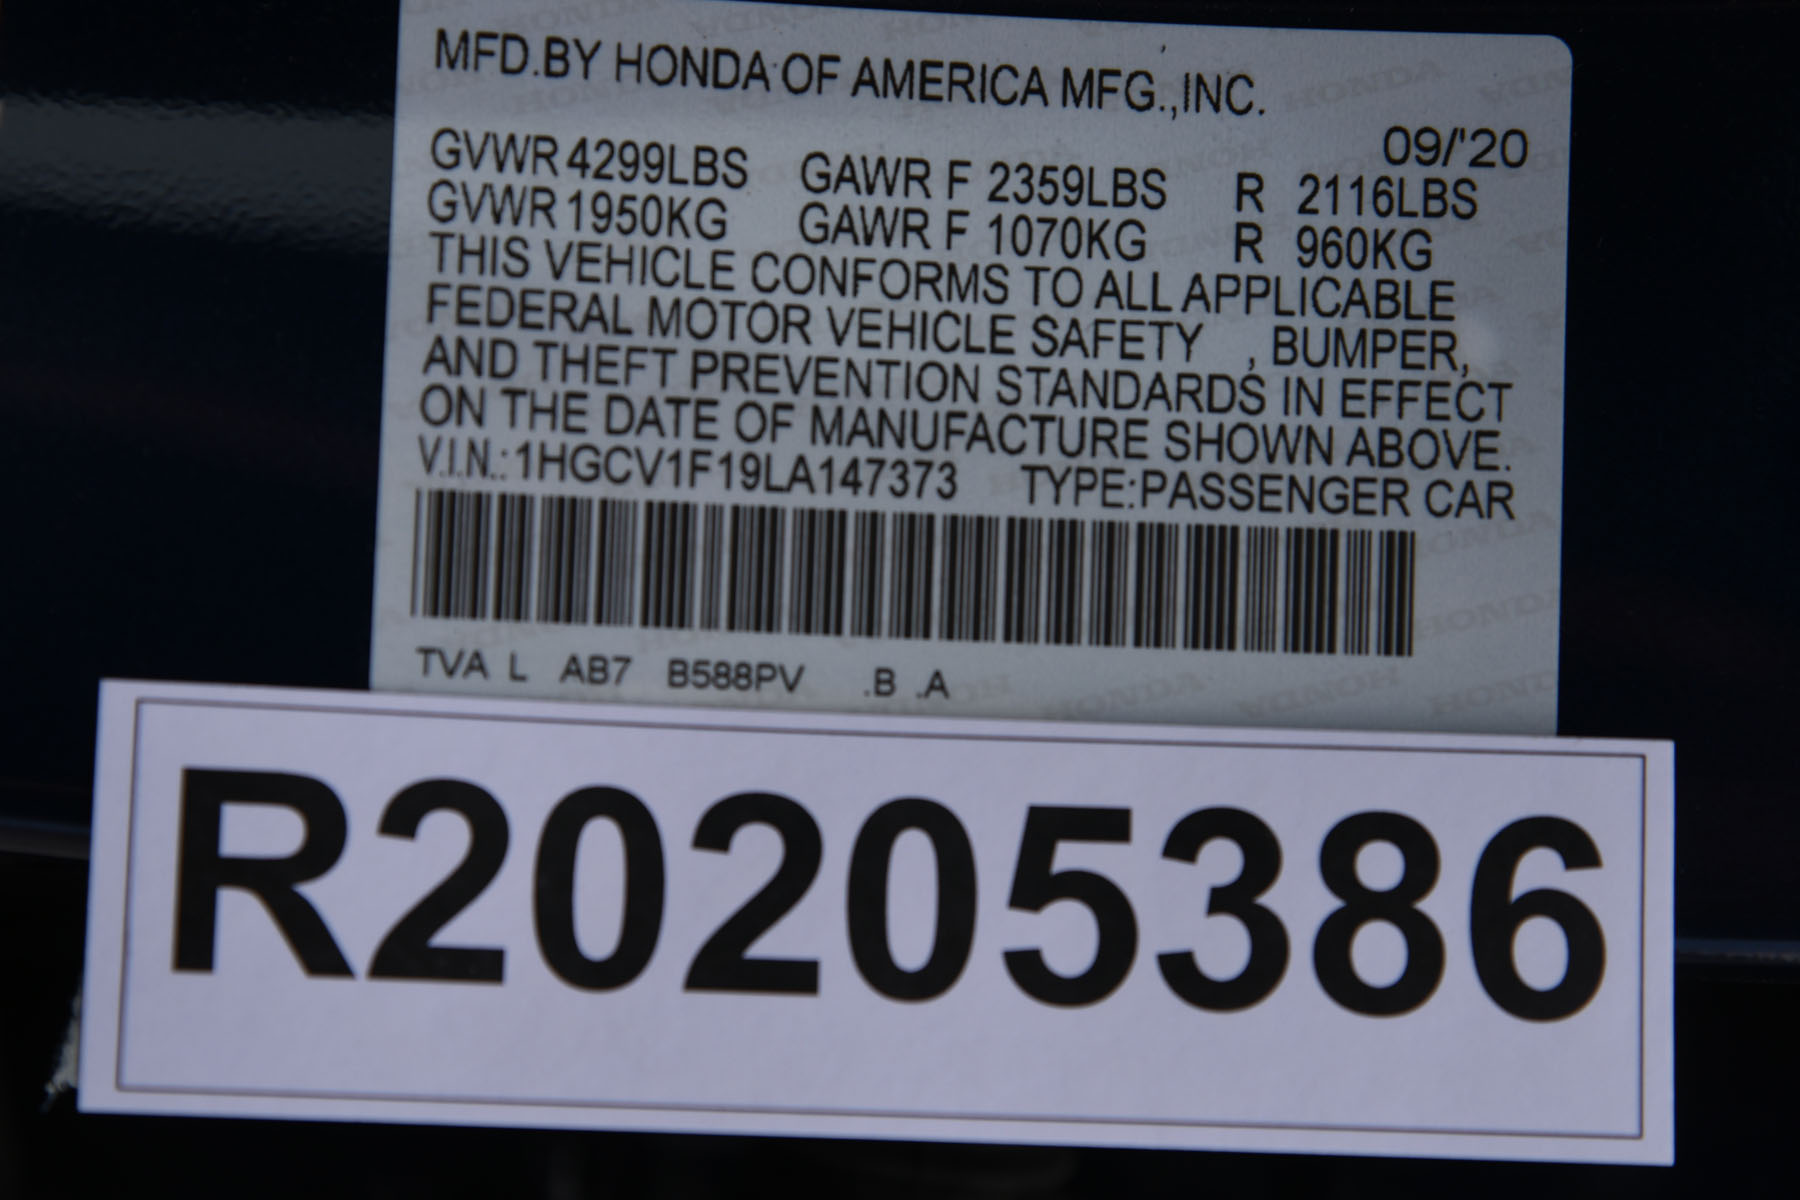 MFD.BY HONDA OF AMERICA MFG.,INC.
09/'20
GVWR 4299LBS GAWR F 2359LBS R 2116LBS
GVWR 1950KG GAWR F 1070KG R 960KG
THIS VEHICLE CONFORMS TO ALL APPLICABLE
FEDERAL MOTOR VEHICLE SAFETY , BUMPER,
AND THEFT PREVENTION STANDARDS IN EFFECT
ON THE DATE OF MANUFACTURE SHOWN ABOVE.
V.I.N.: 1HGCV1F19LA147373 TYPE:PASSENGER CAR
TVA L AB7 B588PV .B .A
R20205386